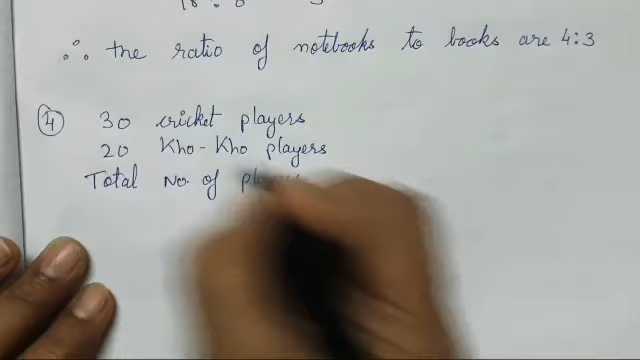 ∴ the ratio of notebooks to books are 4:3
④ 30 cricket players
20 Kho-Kho players
Total No. of